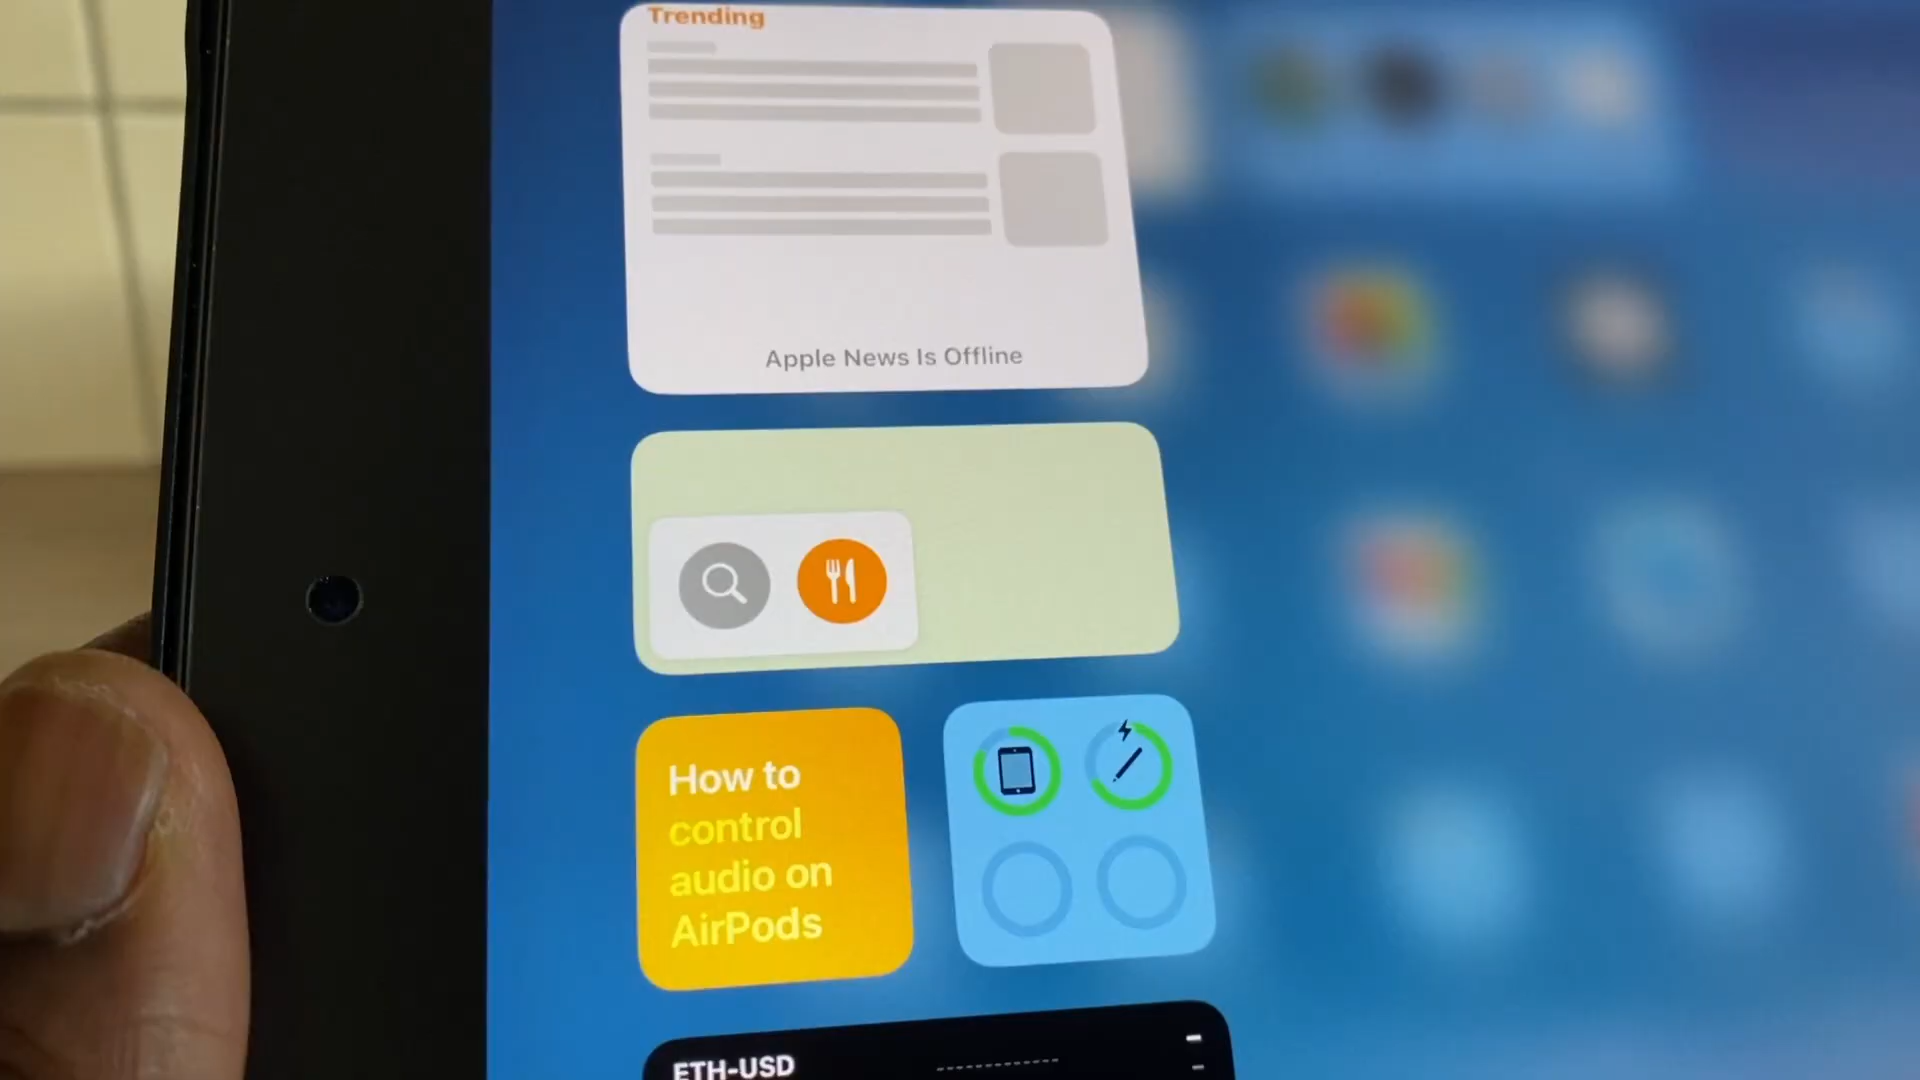 Trending
Apple News Is Offline
How to
control
audio on
AirPods
ETH-USD